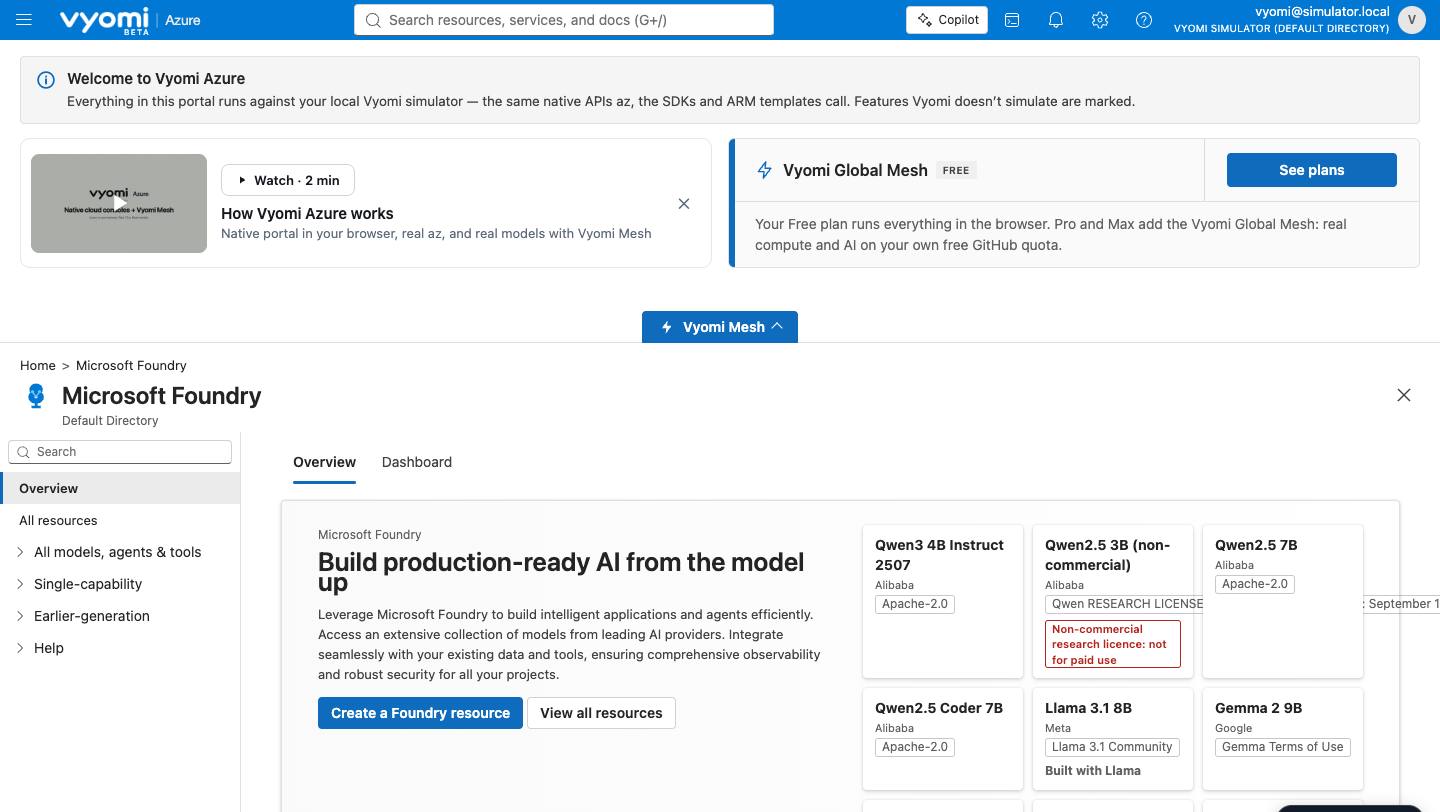 vyomi
BETA
Azure
Search resources, services, and docs (G+/)
Copilot
vyomi@simulator.local
VYOMI SIMULATOR (DEFAULT DIRECTORY)
V
Welcome to Vyomi Azure
Everything in this portal runs against your local Vyomi simulator — the same native APIs az, the SDKs and ARM templates call. Features Vyomi doesn't simulate are marked.
vyomi Azure
Native cloud consoles + Vyomi Mesh
Watch · 2 min
How Vyomi Azure works
Native portal in your browser, real az, and real models with Vyomi Mesh
Vyomi Global Mesh
FREE
See plans
Your Free plan runs everything in the browser. Pro and Max add the Vyomi Global Mesh: real
compute and AI on your own free GitHub quota.
Vyomi Mesh
Home > Microsoft Foundry
Microsoft Foundry
Default Directory
Search
Overview
All resources
All models, agents & tools
Single-capability
Earlier-generation
Help
Overview
Dashboard
Microsoft Foundry
Build production-ready AI from the model
up
Leverage Microsoft Foundry to build intelligent applications and agents efficiently.
Access an extensive collection of models from leading AI providers. Integrate
seamlessly with your existing data and tools, ensuring comprehensive observability
and robust security for all your projects.
Create a Foundry resource
View all resources
Qwen3 4B Instruct
2507
Alibaba
Apache-2.0
Qwen2.5 3B (non-
commercial)
Alibaba
Qwen RESEARCH LICENSE
: September 1
Non-commercial
research licence: not
for paid use
Qwen2.5 7B
Alibaba
Apache-2.0
Qwen2.5 Coder 7B
Alibaba
Apache-2.0
Llama 3.1 8B
Meta
Llama 3.1 Community
Built with Llama
Gemma 2 9B
Google
Gemma Terms of Use